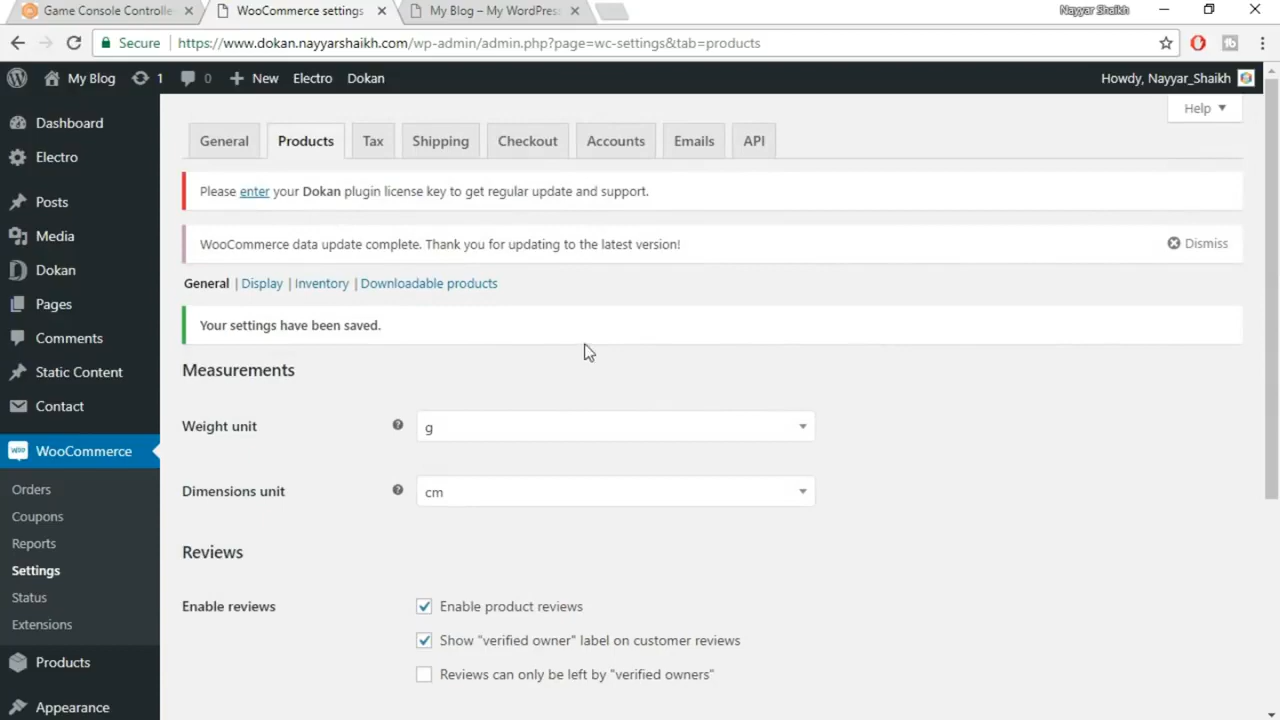 Game Console Controlle
WooCommerce settings
My Blog – My WordPres
Nayyar Shaikh
Secure
https://www.dokan.nayyarshaikh.com/wp-admin/admin.php?page=wc-settings&tab=products
My Blog
1
0
New
Electro
Dokan
Howdy, Nayyar_Shaikh
Help
Dashboard
Electro
Posts
Media
Dokan
Pages
Comments
Static Content
Contact
WooCommerce
Orders
Coupons
Reports
Settings
Status
Extensions
Products
Appearance
General
Products
Tax
Shipping
Checkout
Accounts
Emails
API
Please enter your Dokan plugin license key to get regular update and support.
WooCommerce data update complete. Thank you for updating to the latest version!
Dismiss
General | Display | Inventory | Downloadable products
Your settings have been saved.
Measurements
Weight unit
g
Dimensions unit
cm
Reviews
Enable reviews
Enable product reviews
Show "verified owner" label on customer reviews
Reviews can only be left by "verified owners"